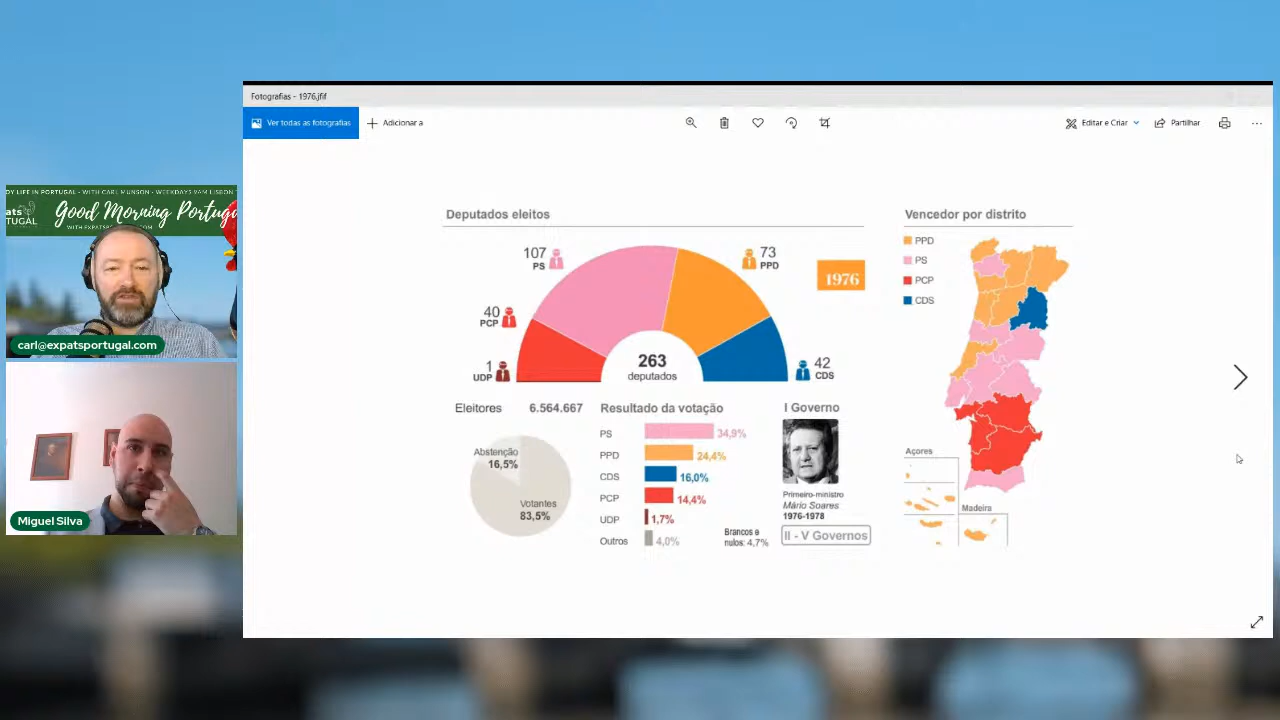 Fotografias - 1976.jfif
Ver todas as fotografias
Adicionar a
Editar e Criar
Partilhar
DY LIFE IN PORTUGAL - WITH CARL MUNSON - WEEKDAYS 9AM LISBON
ats
TUGAL
Good Morning Portuga
WITH
carl@expatsportugal.com
Miguel Silva
Deputados eleitos
107
PS
73
PPD
1976
40
PCP
1
UDP
263
deputados
42
CDS
Eleitores 6.564.667
Abstenção
16,5%
Votantes
83,5%
Resultado da votação
PS 34,9%
PPD 24,4%
CDS 16,0%
PCP 14,4%
UDP 1,7%
Outros 4,0%
Brancos e
nulos: 4,7%
I Governo
Primeiro-ministro
Mário Soares
1976-1978
II - V Governos
Vencedor por distrito
PPD
PS
PCP
CDS
Açores
Madeira